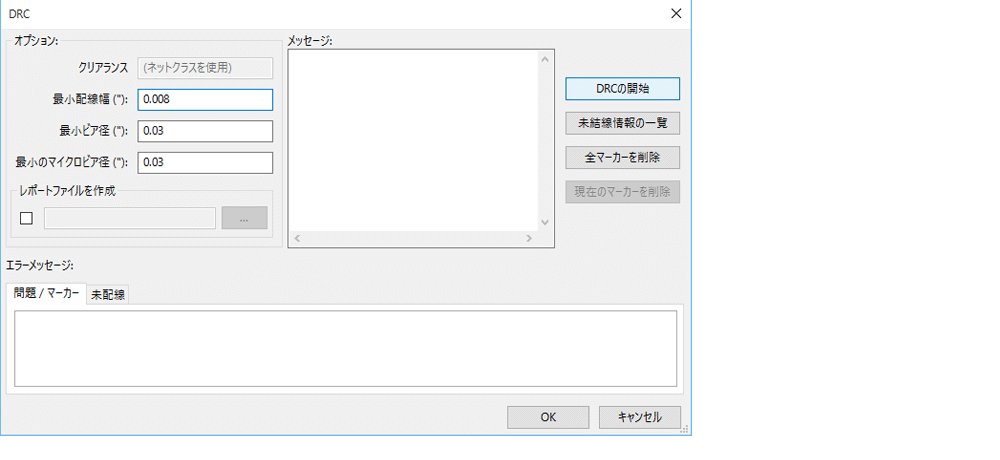 DRC
オプション:
クリアランス (ネットクラスを使用)
最小配線幅 ("): 0.008
最小ビア径 ("): 0.03
最小のマイクロビア径 ("): 0.03
レポートファイルを作成
...
メッセージ:
DRCの開始
未結線情報の一覧
全マーカーを削除
現在のマーカーを削除
エラーメッセージ:
問題 / マーカー 未配線
OK キャンセル